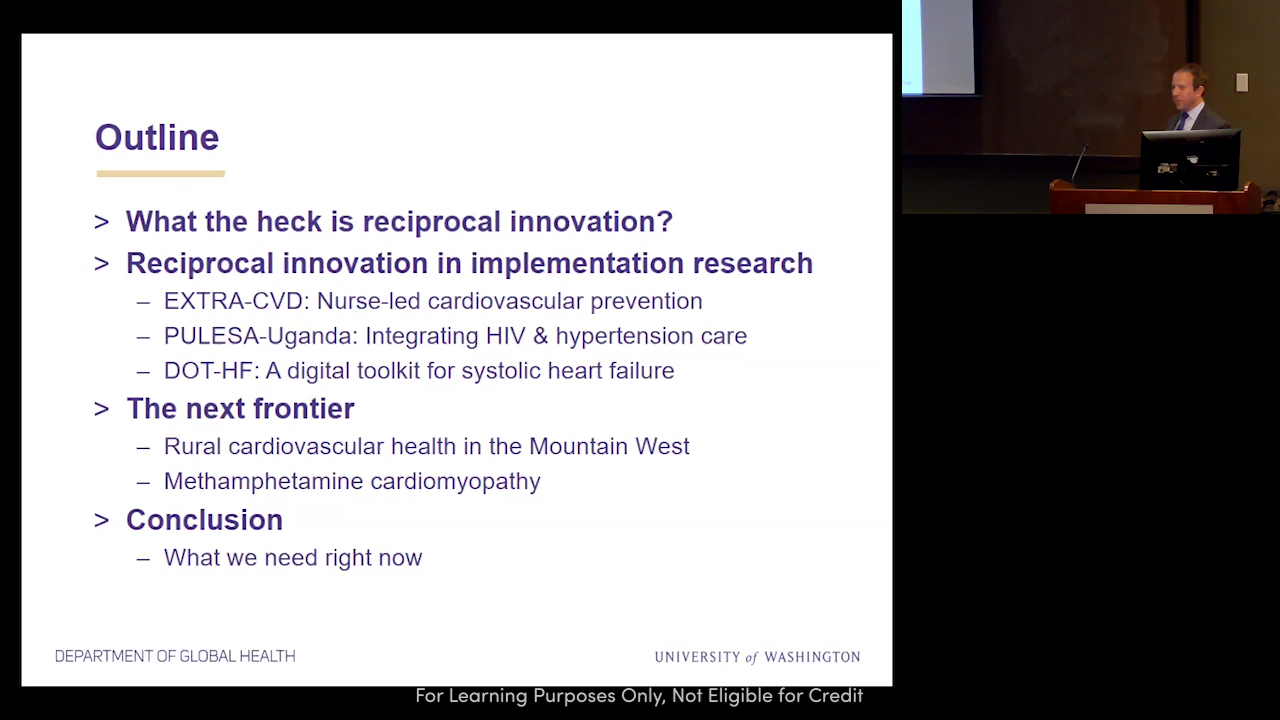 Outline
> What the heck is reciprocal innovation?
> Reciprocal innovation in implementation research
– EXTRA-CVD: Nurse-led cardiovascular prevention
– PULESA-Uganda: Integrating HIV & hypertension care
– DOT-HF: A digital toolkit for systolic heart failure
> The next frontier
– Rural cardiovascular health in the Mountain West
– Methamphetamine cardiomyopathy
> Conclusion
– What we need right now
DEPARTMENT OF GLOBAL HEALTH
UNIVERSITY of WASHINGTON
For Learning Purposes Only, Not Eligible for Credit